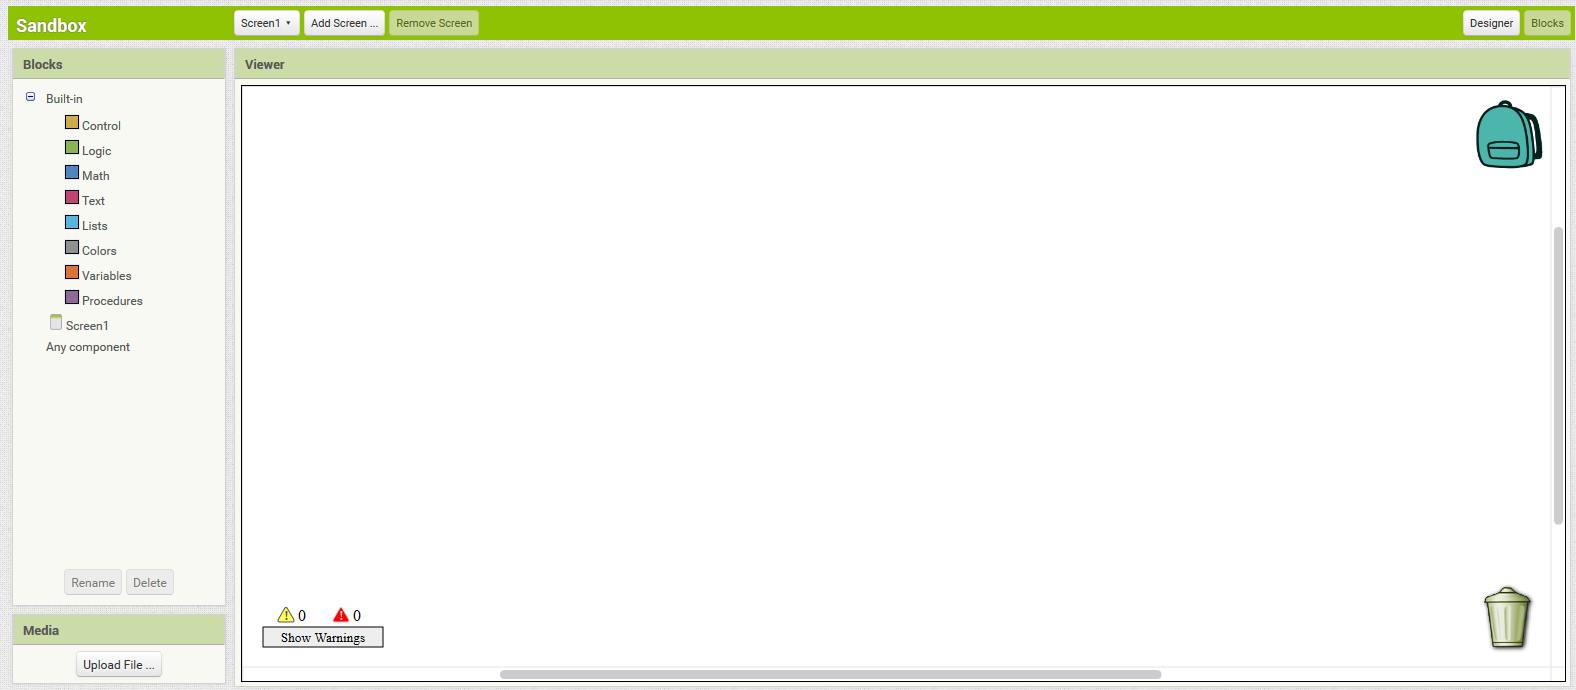 Sandbox
Screen1
Add Screen ...
Remove Screen
Designer
Blocks
Blocks
Viewer
Built-in
Control
Logic
Math
Text
Lists
Colors
Variables
Procedures
Screen1
Any component
Rename
Delete
0
0
Show Warnings
Media
Upload File ...